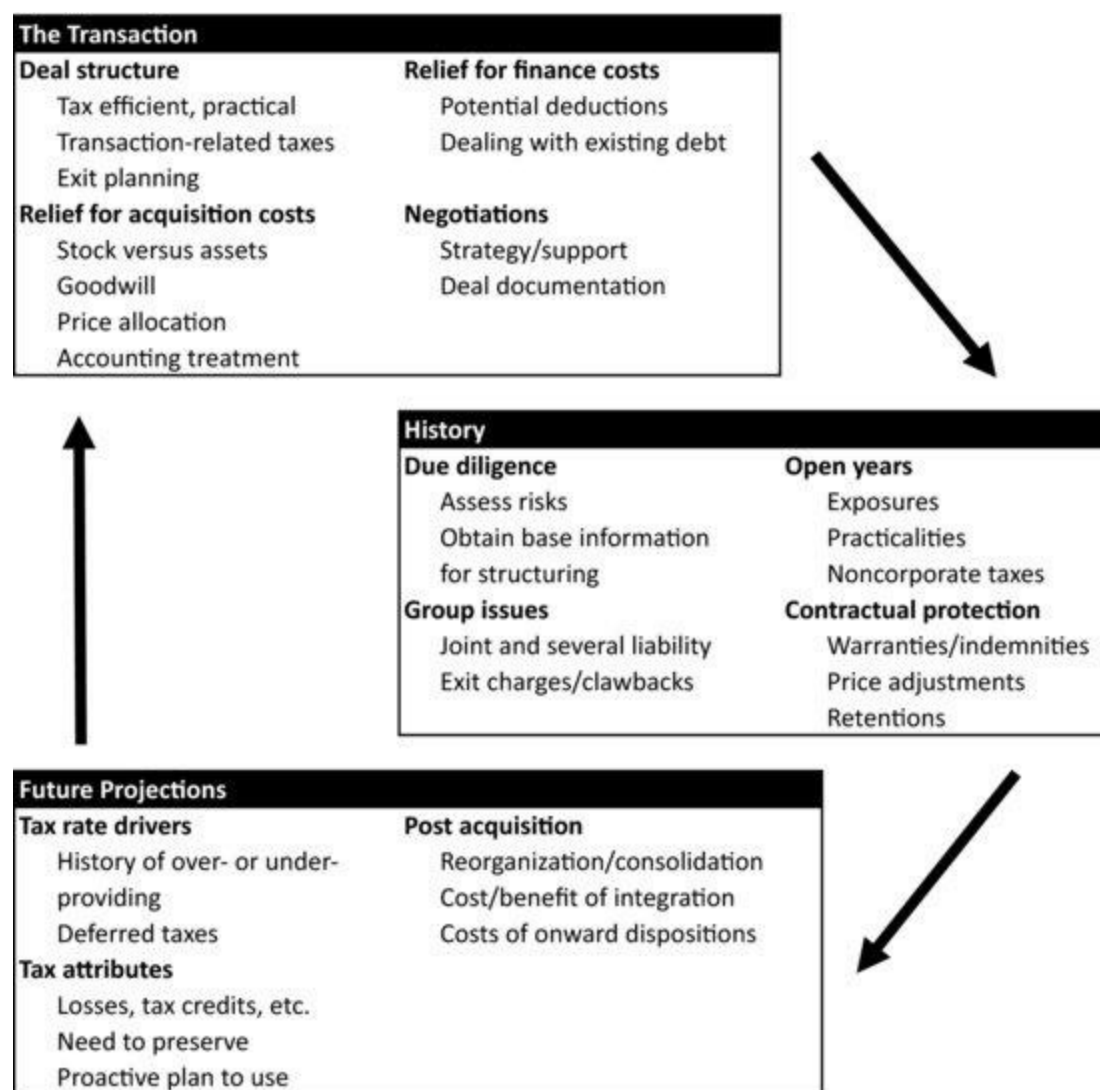 The Transaction
Deal structure
Tax efficient, practical
Transaction-related taxes
Exit planning
Relief for acquisition costs
Stock versus assets
Goodwill
Price allocation
Accounting treatment
Relief for finance costs
Potential deductions
Dealing with existing debt
Negotiations
Strategy/support
Deal documentation
History
Due diligence
Assess risks
Obtain base information
for structuring
Group issues
Joint and several liability
Exit charges/clawbacks
Open years
Exposures
Practicalities
Noncorporate taxes
Contractual protection
Warranties/indemnities
Price adjustments
Retentions
Future Projections
Tax rate drivers
History of over- or under-
providing
Deferred taxes
Tax attributes
Losses, tax credits, etc.
Need to preserve
Proactive plan to use
Post acquisition
Reorganization/consolidation
Cost/benefit of integration
Costs of onward dispositions